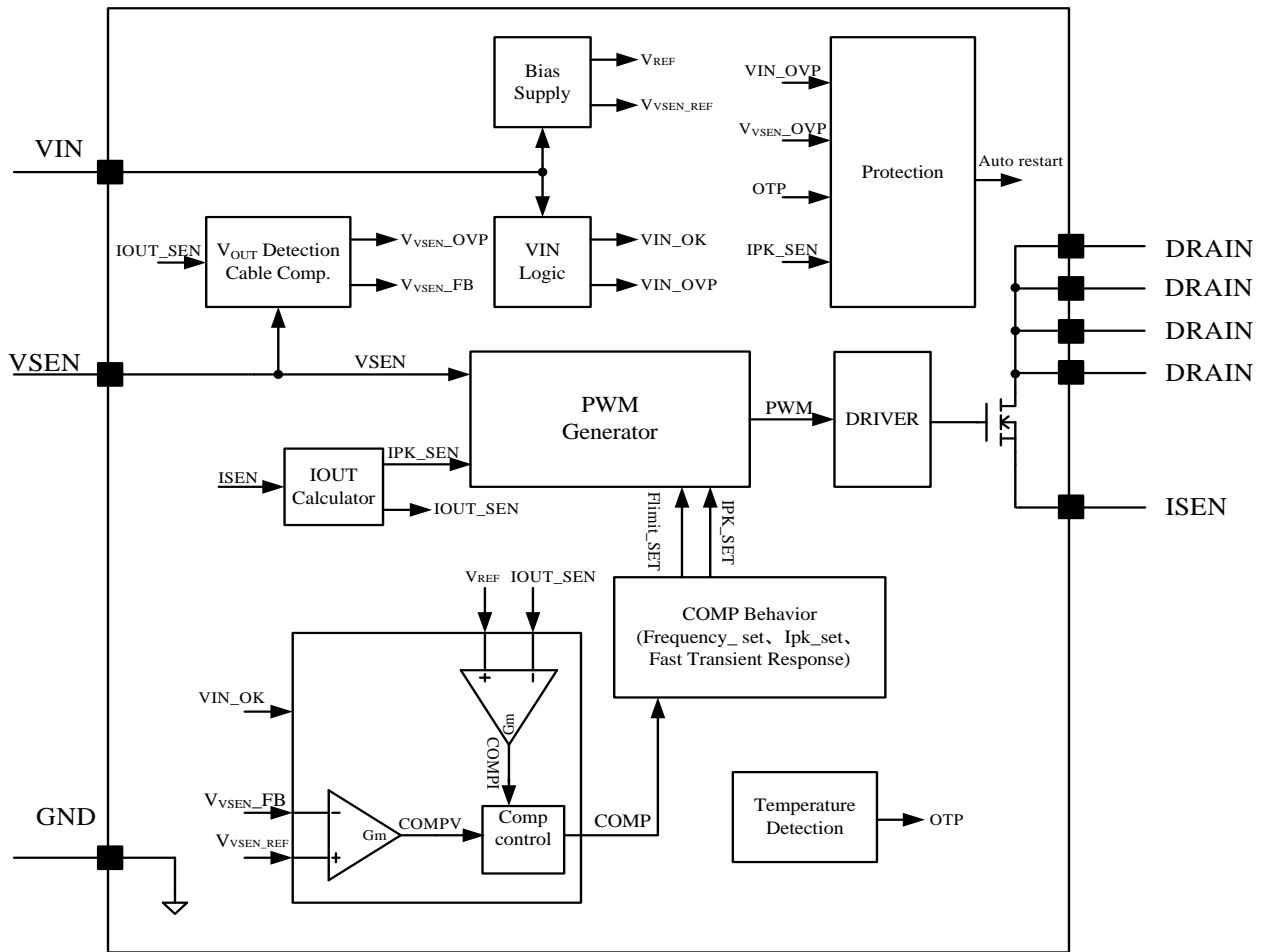 VIN
VSEN
GND
Bias
Supply
VREF
VVSEN_REF
VIN
Logic
VIN_OK
VIN_OVP
IOUT_SEN
VOUT Detection
Cable Comp.
VVSEN_OVP
VVSEN_FB
VIN_OVP
VVSEN_OVP
OTP
IPK_SEN
Protection
Auto restart
DRAIN
DRAIN
DRAIN
DRAIN
ISEN
VSEN
PWM
Generator
PWM
DRIVER
ISEN
IOUT
Calculator
IPK_SEN
IOUT_SEN
Flimit_SET
IPK_SET
COMP Behavior
(Frequency_ set、Ipk_set、
Fast Transient Response)
VREF
IOUT_SEN
+
−
Gm
COMPI
VIN_OK
VVSEN_FB
VVSEN_REF
−
+
Gm
COMPV
Comp
control
COMP
Temperature
Detection
OTP